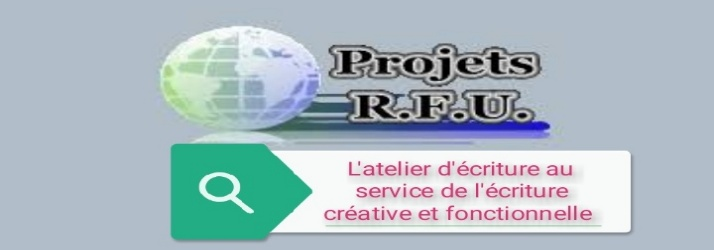 Projets
R.F.U.
L'atelier d'écriture au
service de l'écriture
créative et fonctionnelle